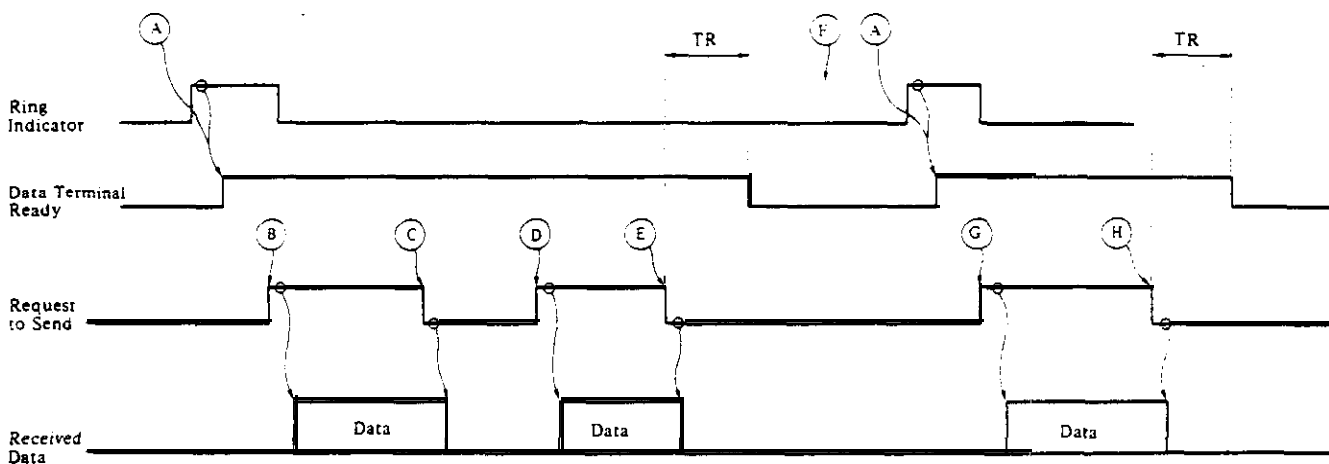 A
TR
F
A
TR
Ring
Indicator
Data Terminal
Ready
B
C
D
E
G
H
Request
to Send
Data
Data
Data
Received
Data